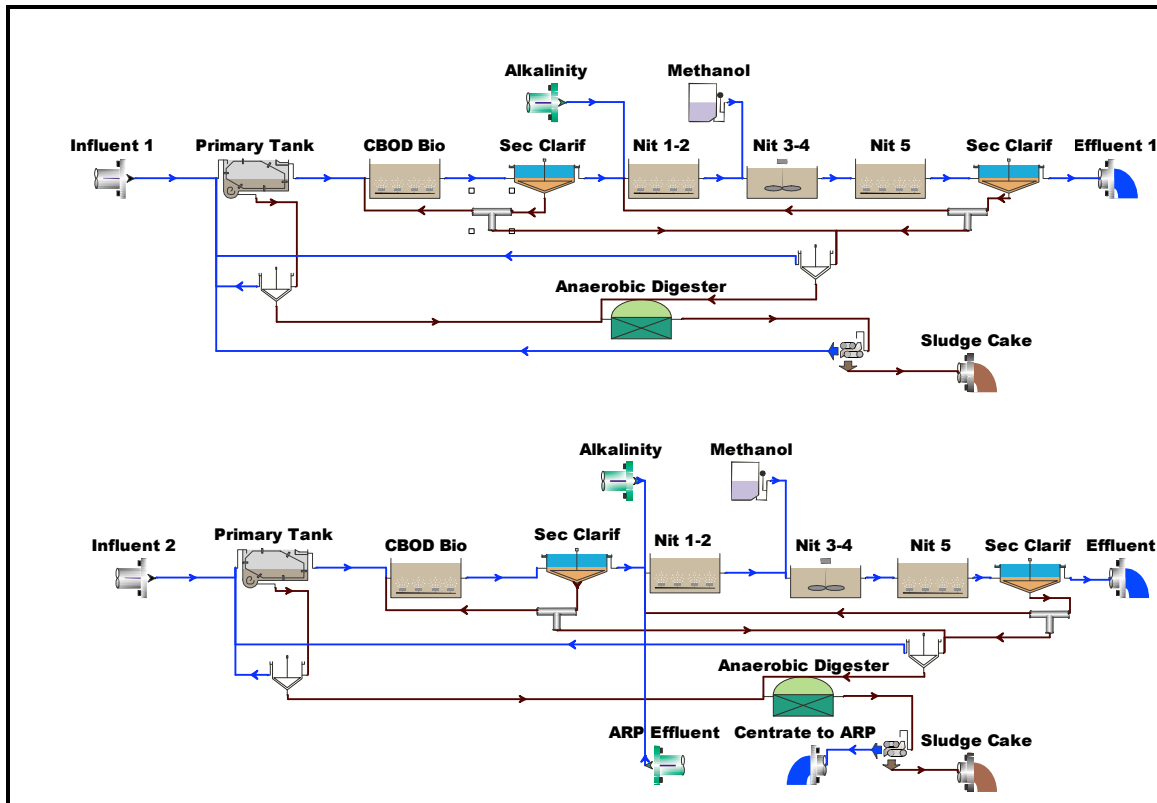 Alkalinity
Methanol
Influent 1
Primary Tank
CBOD Bio
Sec Clarif
Nit 1-2
Nit 3-4
Nit 5
Sec Clarif
Effluent 1
Anaerobic Digester
Sludge Cake
Alkalinity
Methanol
Influent 2
Primary Tank
CBOD Bio
Sec Clarif
Nit 1-2
Nit 3-4
Nit 5
Sec Clarif
Effluent
Anaerobic Digester
ARP Effluent
Centrate to ARP
Sludge Cake